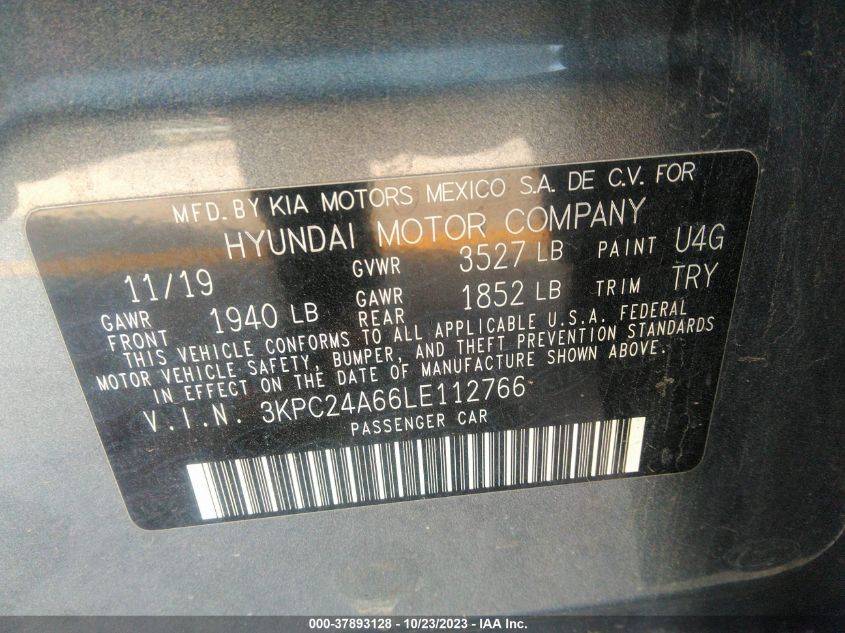 MFD. BY KIA MOTORS MEXICO S.A. DE C.V. FOR
HYUNDAI MOTOR COMPANY
11/19 GVWR 3527 LB PAINT U4G
GAWR FRONT 1940 LB GAWR REAR 1852 LB TRIM TRY
THIS VEHICLE CONFORMS TO ALL APPLICABLE U.S.A. FEDERAL
MOTOR VEHICLE SAFETY, BUMPER, AND THEFT PREVENTION STANDARDS
IN EFFECT ON THE DATE OF MANUFACTURE SHOWN ABOVE.
V.I.N. 3KPC24A66LE112766
PASSENGER CAR
000-37893128 - 10/23/2023 - Copyright © 2023 IAA, Inc.